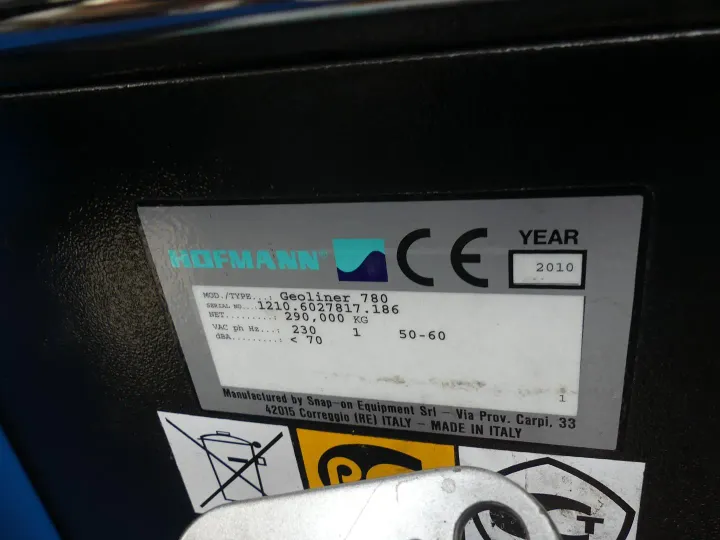 HOFMANN®
CE
YEAR
2010
MOD./TYPE...: Geoliner 780
SERIAL NO....1210.6027817.186
NET.........: 290,000 KG
VAC ph Hz...: 230 1 50-60
dBA.........: < 70
1
Manufactured by Snap-on Equipment Srl - Via Prov. Carpi, 33
42015 Correggio (RE) ITALY - MADE IN ITALY